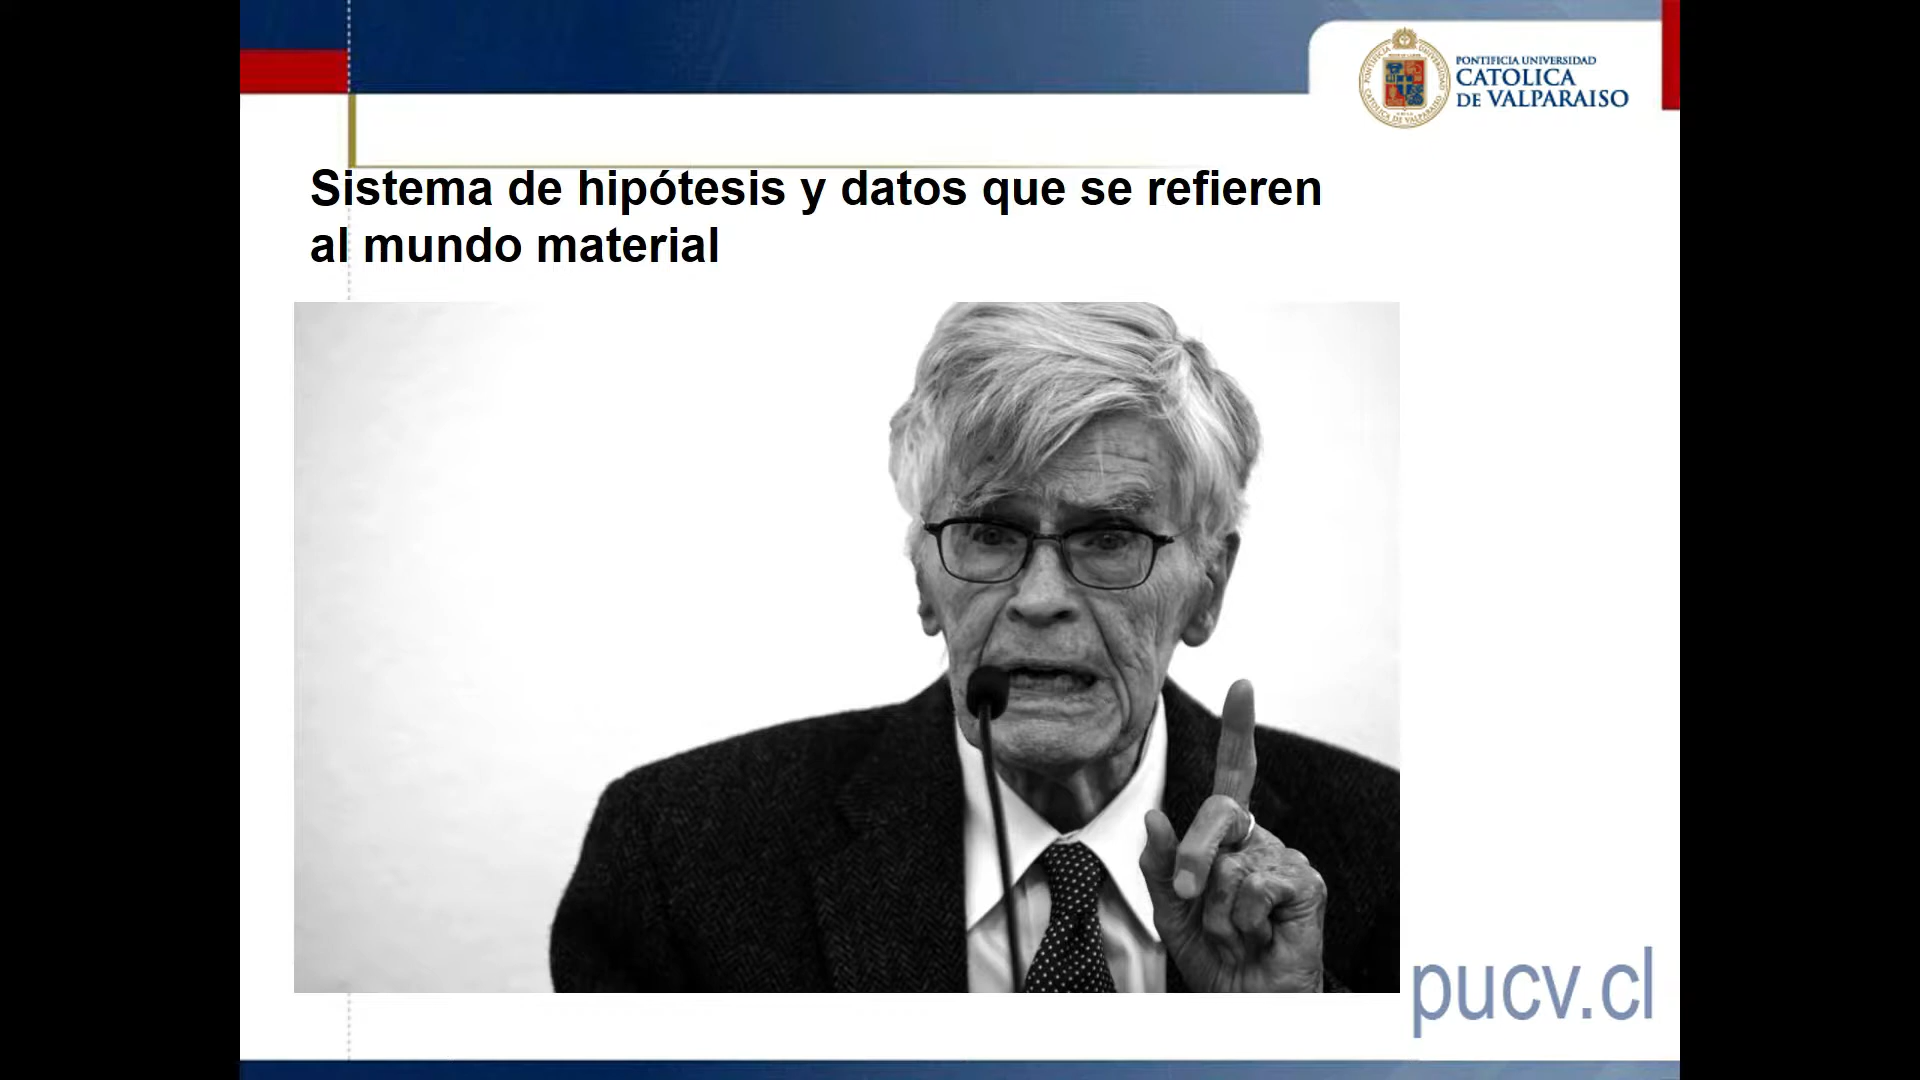 PONTIFICIA UNIVERSIDAD
CATOLICA
DE VALPARAISO
Sistema de hipótesis y datos que se refieren
al mundo material
pucv.cl